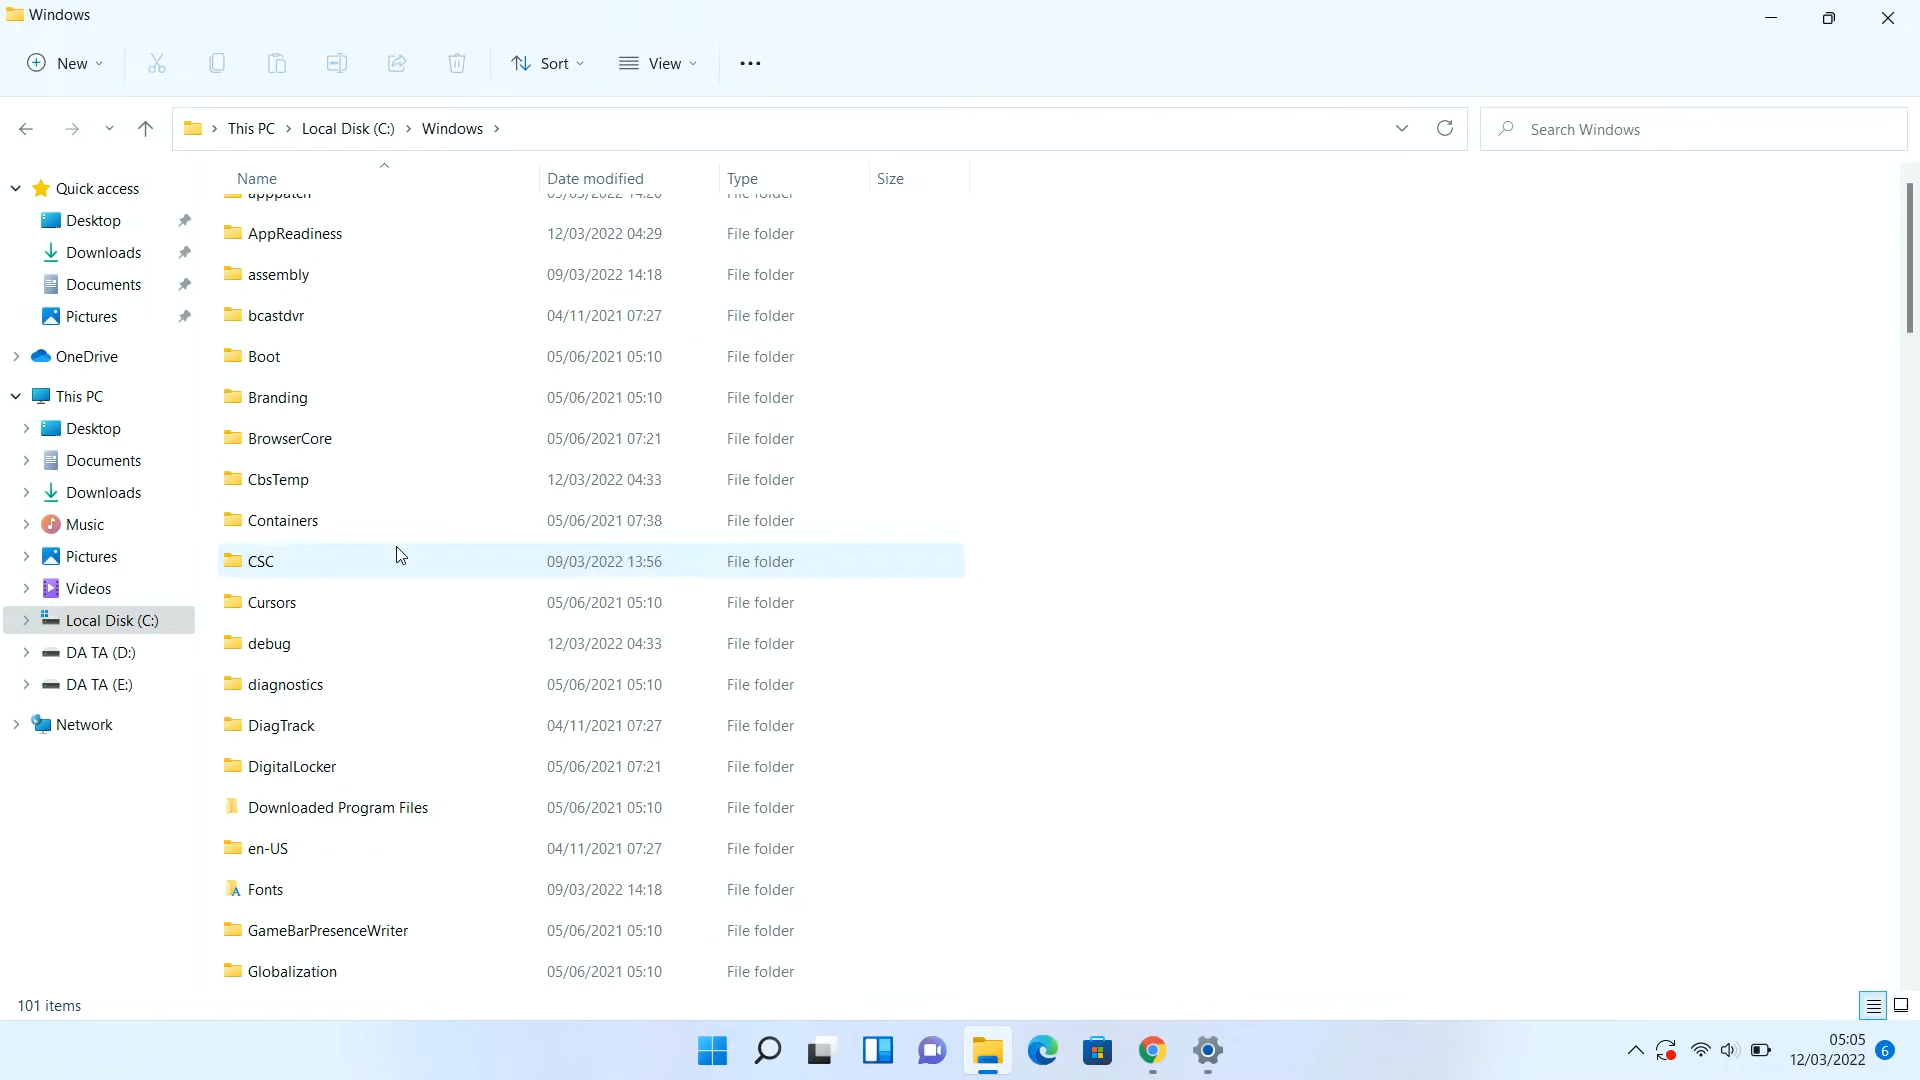 Windows
New
Sort
View
This PC
Local Disk (C:)
Windows
Search Windows
Name
Date modified
Type
Size
Quick access
Desktop
Downloads
Documents
Pictures
OneDrive
This PC
Desktop
Documents
Downloads
Music
Pictures
Videos
Local Disk (C:)
DA TA (D:)
DA TA (E:)
Network
AppReadiness 12/03/2022 04:29 File folder
assembly 09/03/2022 14:18 File folder
bcastdvr 04/11/2021 07:27 File folder
Boot 05/06/2021 05:10 File folder
Branding 05/06/2021 05:10 File folder
BrowserCore 05/06/2021 07:21 File folder
CbsTemp 12/03/2022 04:33 File folder
Containers 05/06/2021 07:38 File folder
CSC 09/03/2022 13:56 File folder
Cursors 05/06/2021 05:10 File folder
debug 12/03/2022 04:33 File folder
diagnostics 05/06/2021 05:10 File folder
DiagTrack 04/11/2021 07:27 File folder
DigitalLocker 05/06/2021 07:21 File folder
Downloaded Program Files 05/06/2021 05:10 File folder
en-US 04/11/2021 07:27 File folder
Fonts 09/03/2022 14:18 File folder
GameBarPresenceWriter 05/06/2021 05:10 File folder
Globalization 05/06/2021 05:10 File folder
101 items
05:05
12/03/2022
6